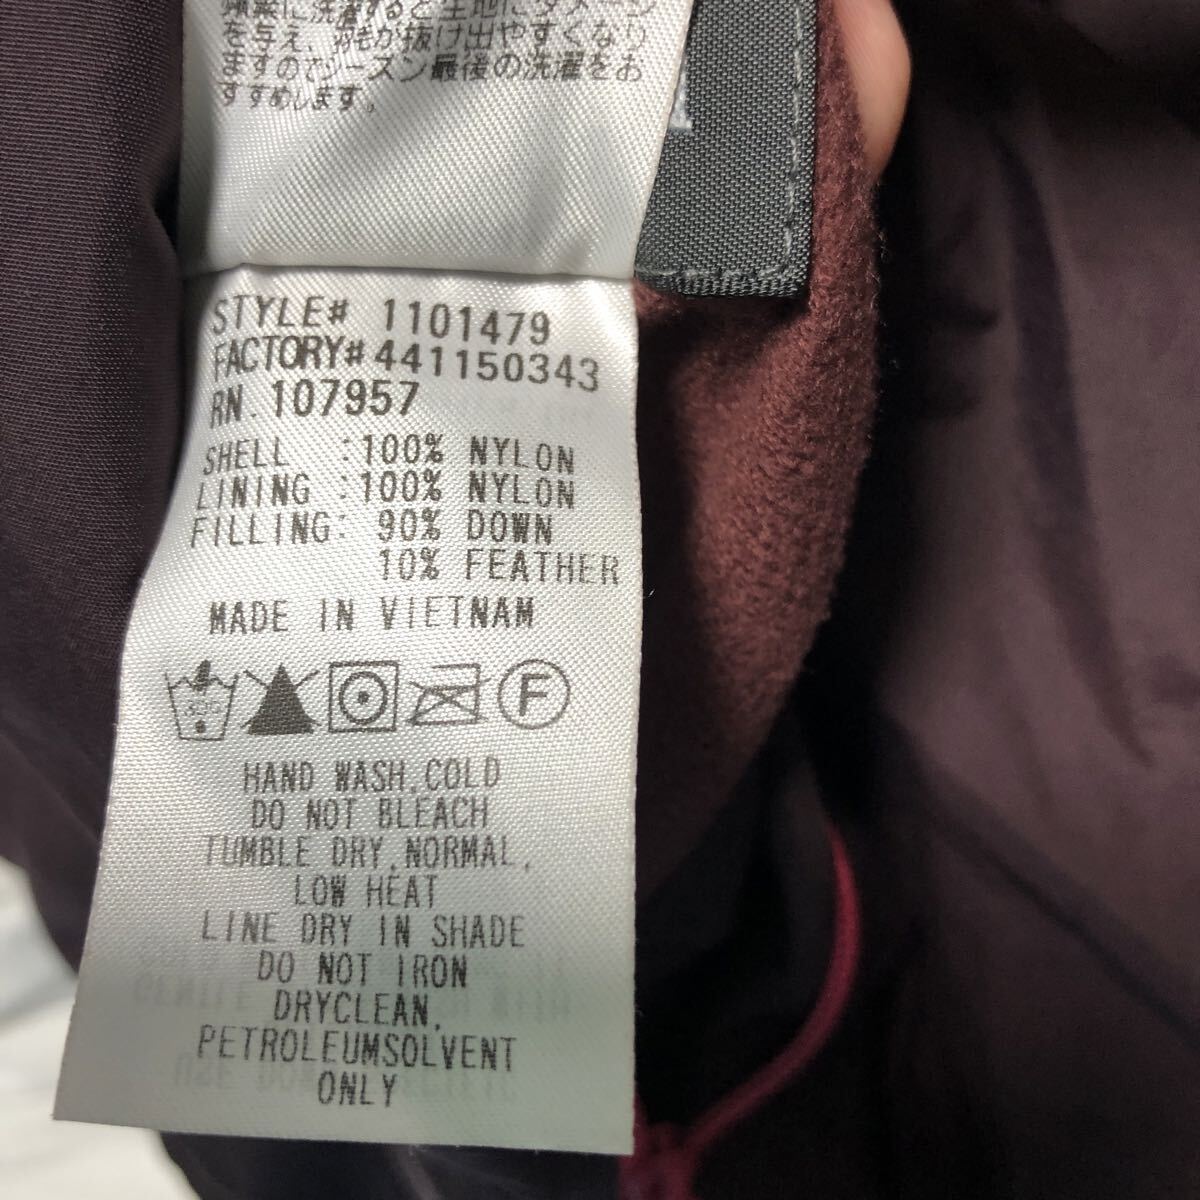 頻繁に洗濯すると生地にダメージ
を与え、羽毛が抜け出やすくなり
ますのでシーズン最後の洗濯をお
すすめします。
STYLE# 1101479
FACTORY# 441150343
RN. 107957
SHELL :100% NYLON
LINING :100% NYLON
FILLING: 90% DOWN
10% FEATHER
MADE IN VIETNAM
F
HAND WASH,COLD
DO NOT BLEACH
TUMBLE DRY,NORMAL,
LOW HEAT
LINE DRY IN SHADE
DO NOT IRON
DRYCLEAN,
PETROLEUMSOLVENT
ONLY